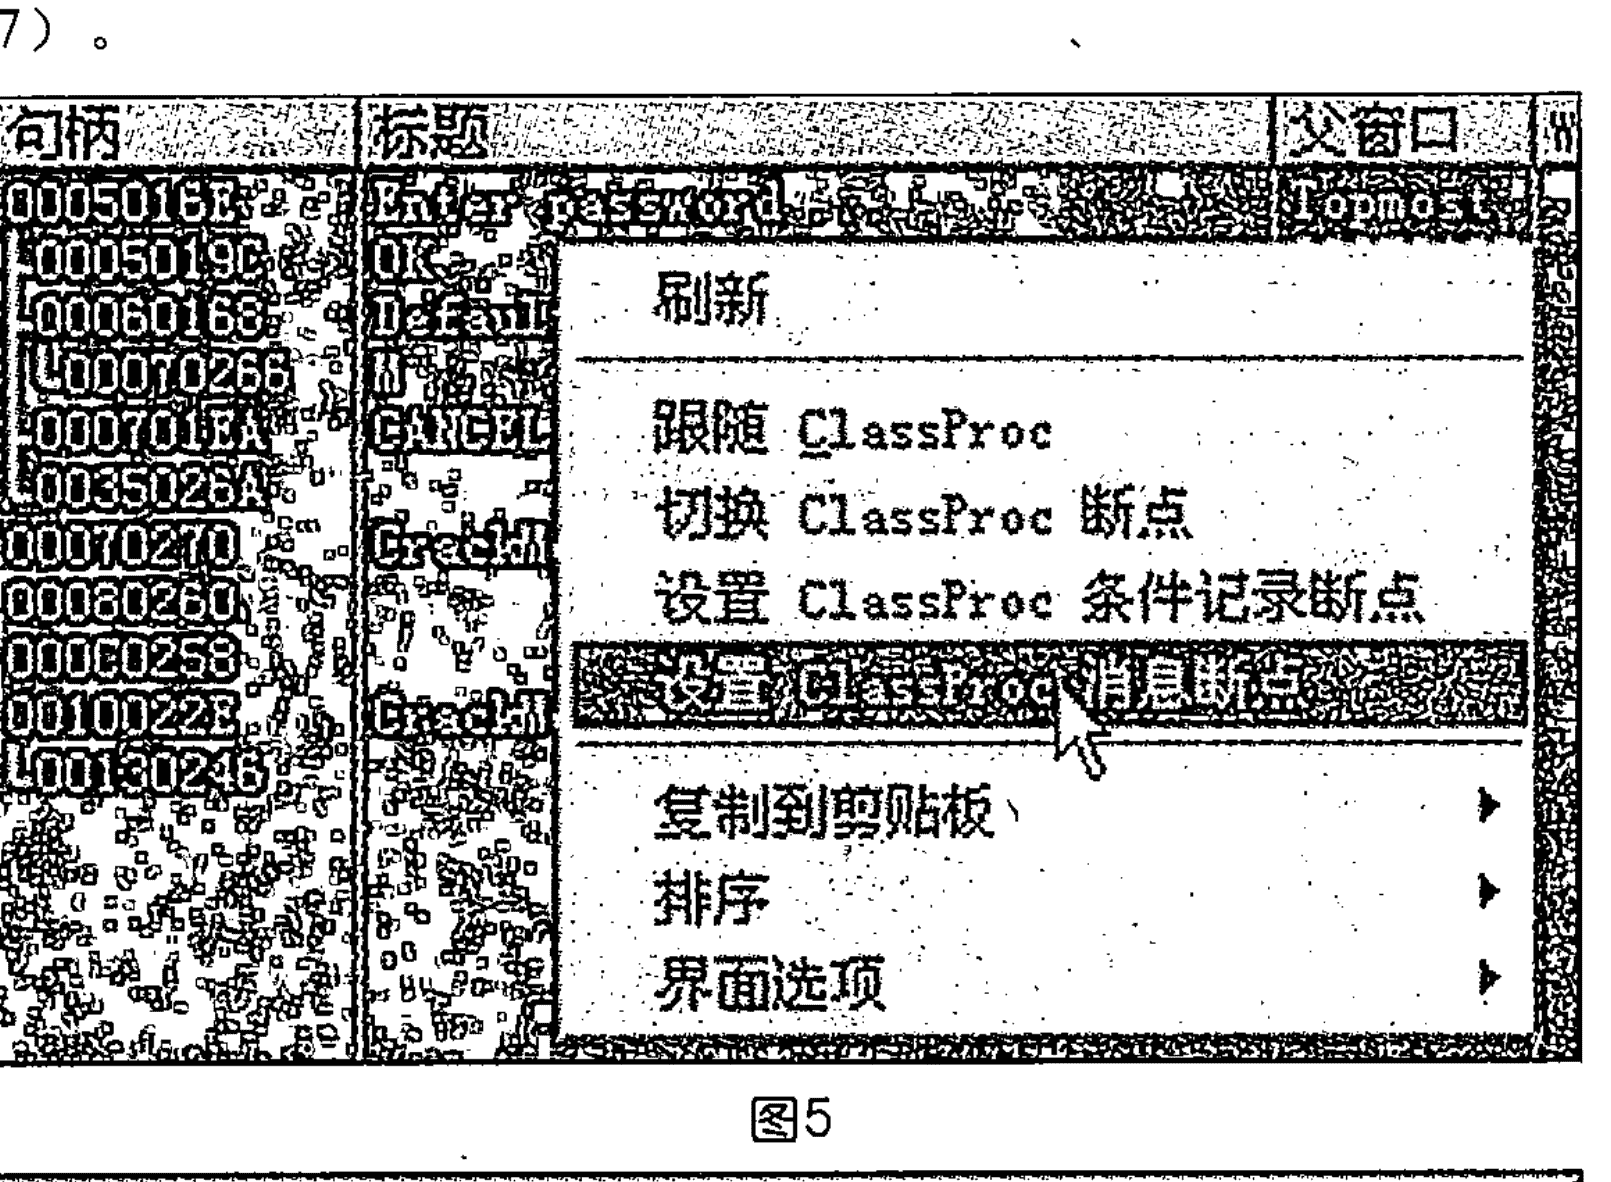 7）。
句柄 标题 父窗口
0005016E Enter password Topmost
0005019C OK
00060168 Default
00070266 M
000701EA CANCEL
0035026A
00070270 CrackM
00080260
0010022E CrackM
刷新
跟随 ClassProc
切换 ClassProc 断点
设置 ClassProc 条件记录断点
设置 ClassProc 消息断点
复制到剪贴板
排序
界面选项
图5